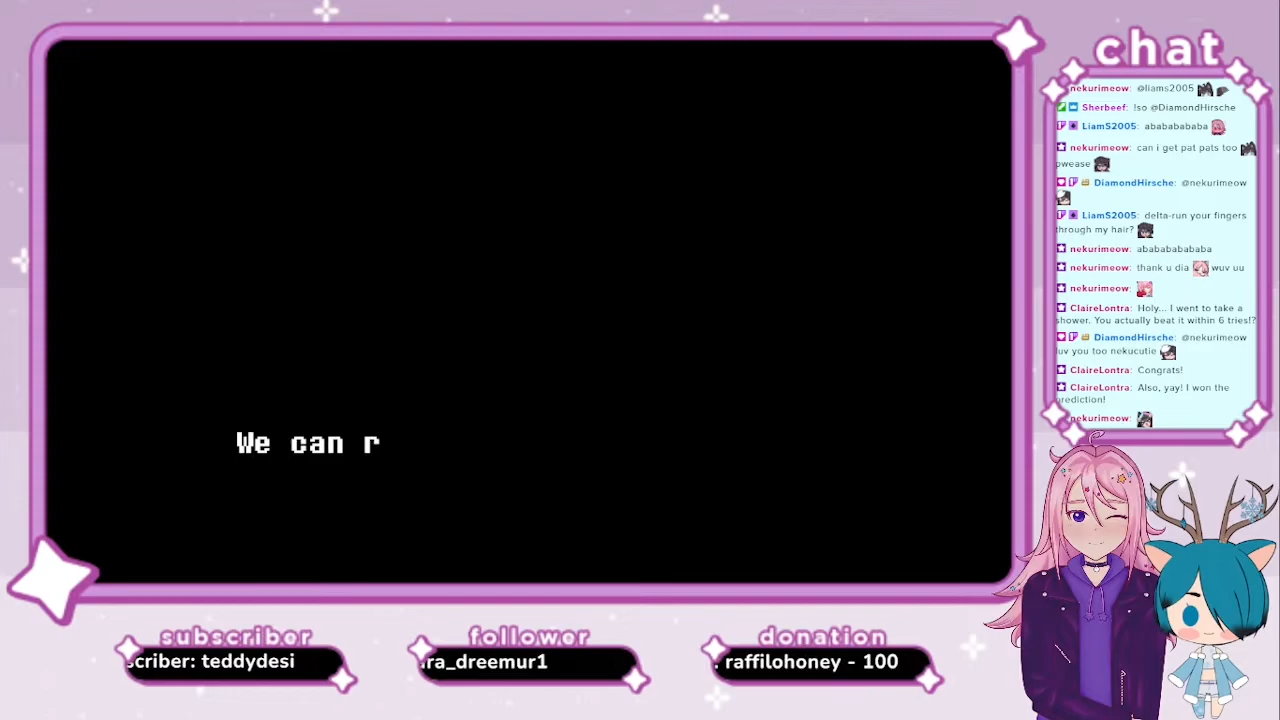 chat
nekurimeow: @liams2005
Sherbeef: !so @DiamondHirsche
LiamS2005: abababababa
nekurimeow: can i get pat pats too
pwease
DiamondHirsche: @nekurimeow
LiamS2005: delta-run your fingers
through my hair?
nekurimeow: ababababababa
nekurimeow: thank u dia wuv uu
nekurimeow:
ClaireLontra: Holy... I went to take a
shower. You actually beat it within 6 tries!?
DiamondHirsche: @nekurimeow
luv you too nekucutie
ClaireLontra: Congrats!
ClaireLontra: Also, yay! I won the
prediction!
nekurimeow:
We can r
subscriber
scriber: teddydesi
follower
ra_dreemur1
donation
raffilohoney - 100